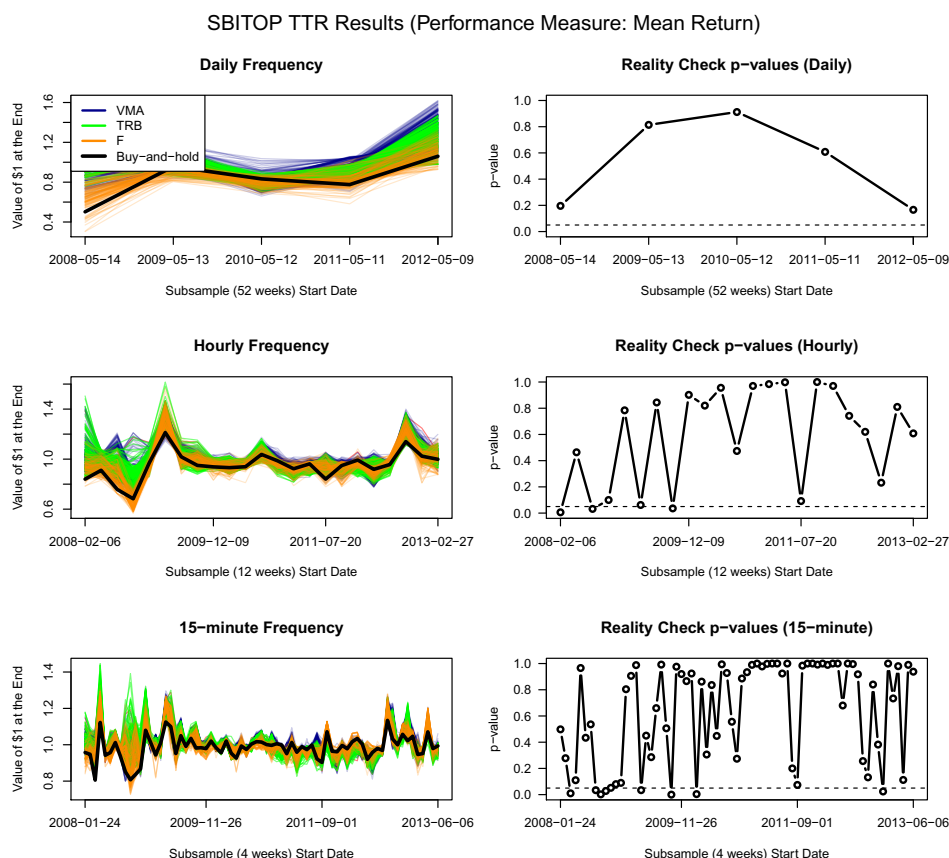 SBITOP TTR Results (Performance Measure: Mean Return)
Daily Frequency
Value of $1 at the End
1.6
1.2
0.8
0.4
VMA
TRB
F
Buy−and−hold
2008−05−14 2009−05−13 2010−05−12 2011−05−11 2012−05−09
Subsample (52 weeks) Start Date
Reality Check p−values (Daily)
p−value
1.0
0.8
0.6
0.4
0.2
0.0
2008−05−14 2009−05−13 2010−05−12 2011−05−11 2012−05−09
Subsample (52 weeks) Start Date
Hourly Frequency
Value of $1 at the End
1.4
1.0
0.6
2008−02−06 2009−12−09 2011−07−20 2013−02−27
Subsample (12 weeks) Start Date
Reality Check p−values (Hourly)
p−value
1.0
0.8
0.6
0.4
0.2
0.0
2008−02−06 2009−12−09 2011−07−20 2013−02−27
Subsample (12 weeks) Start Date
15−minute Frequency
Value of $1 at the End
1.4
1.2
1.0
0.8
2008−01−24 2009−11−26 2011−09−01 2013−06−06
Subsample (4 weeks) Start Date
Reality Check p−values (15−minute)
p−value
1.0
0.8
0.6
0.4
0.2
0.0
2008−01−24 2009−11−26 2011−09−01 2013−06−06
Subsample (4 weeks) Start Date